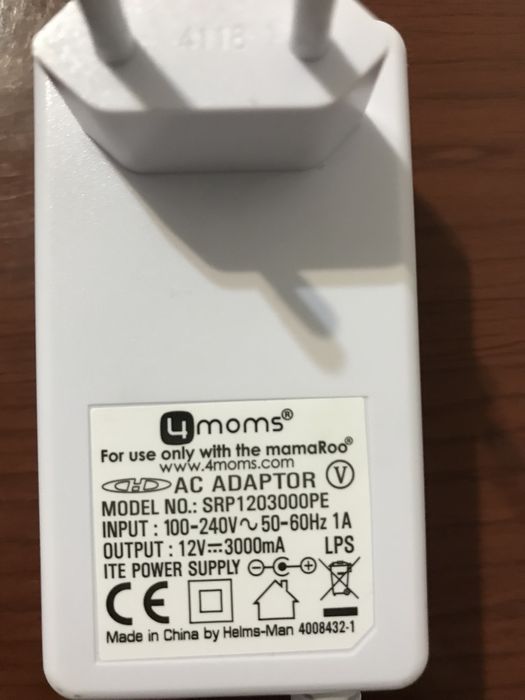 4118-1
4moms®
For use only with the mamaRoo®
www.4moms.com
CHD AC ADAPTOR V
MODEL NO.: SRP1203000PE
INPUT : 100-240V∼ 50-60Hz 1A
OUTPUT : 12V⎓3000mA LPS
ITE POWER SUPPLY
CE
Made in China by Helms-Man 4008432-1